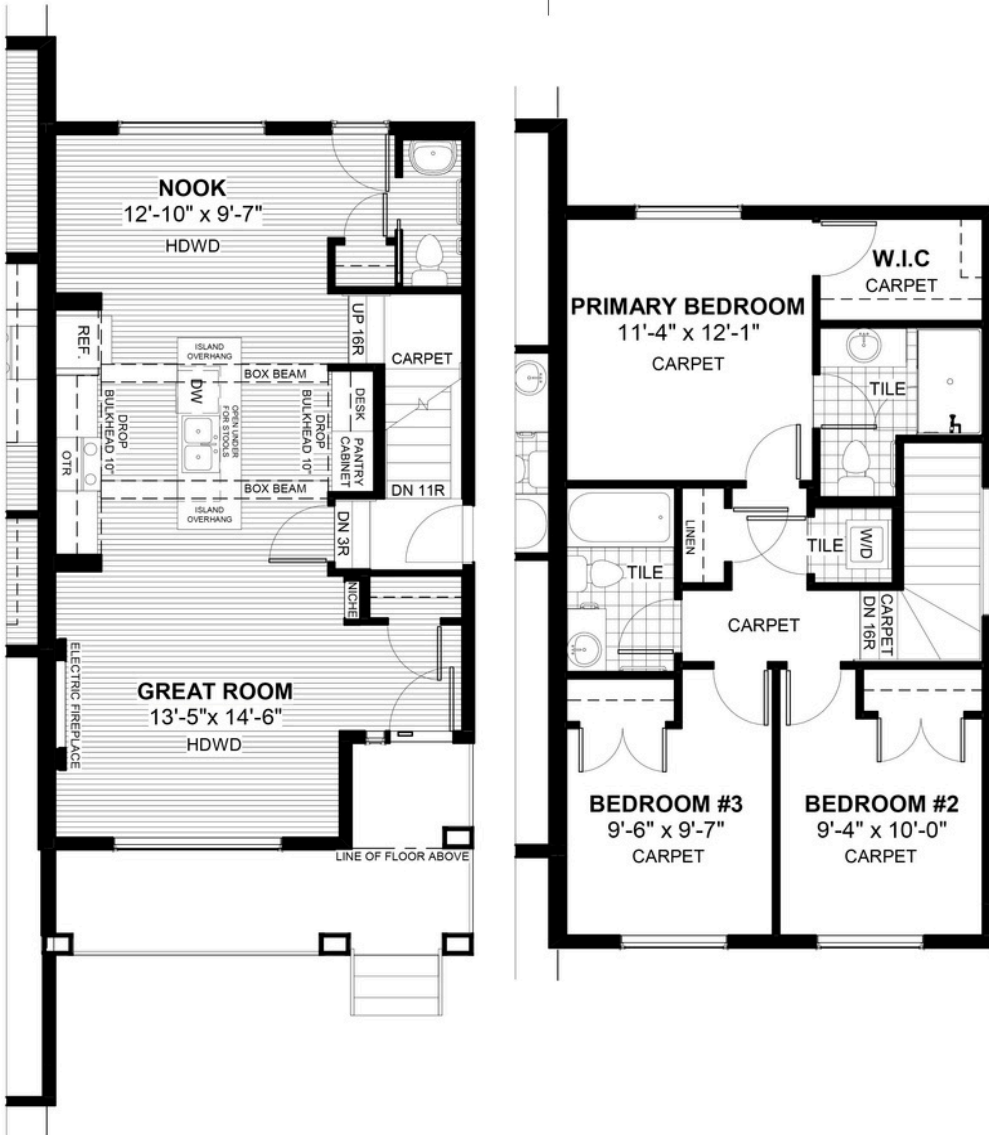 NOOK
12'-10" x 9'-7"
HDWD
REF.
ISLAND
OVERHANG
UP 16R
CARPET
BOX BEAM
DW
OPEN UNDER
FOR STOOLS
DROP
BULKHEAD 10"
DROP
BULKHEAD 10"
DESK
PANTRY
CABINET
OTR
BOX BEAM
ISLAND
OVERHANG
DN 11R
DN 3R
NICHE
ELECTRIC FIREPLACE
GREAT ROOM
13'-5"x 14'-6"
HDWD
LINE OF FLOOR ABOVE
W.I.C
CARPET
PRIMARY BEDROOM
11'-4" x 12'-1"
CARPET
TILE
LINEN
TILE
W/D
TILE
CARPET
CARPET
DN 16R
BEDROOM #3
9'-6" x 9'-7"
CARPET
BEDROOM #2
9'-4" x 10'-0"
CARPET